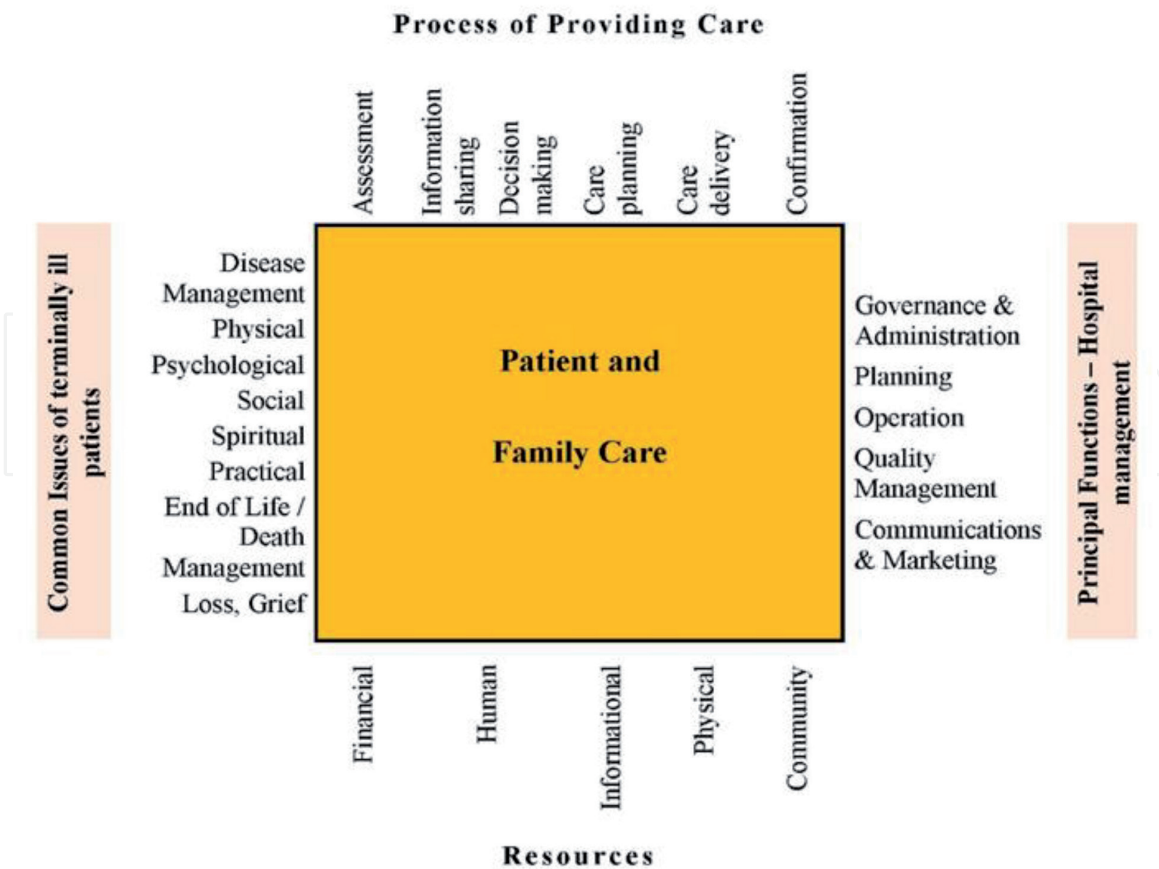 Process of Providing Care
Assessment
Information
sharing
Decision
making
Care
planning
Care
delivery
Confirmation
Common Issues of terminally ill
patients
Disease
Management
Physical
Psychological
Social
Spiritual
Practical
End of Life /
Death
Management
Loss, Grief
Patient and
Family Care
Governance &
Administration
Planning
Operation
Quality
Management
Communications
& Marketing
Principal Functions – Hospital
management
Financial
Human
Informational
Physical
Community
Resources